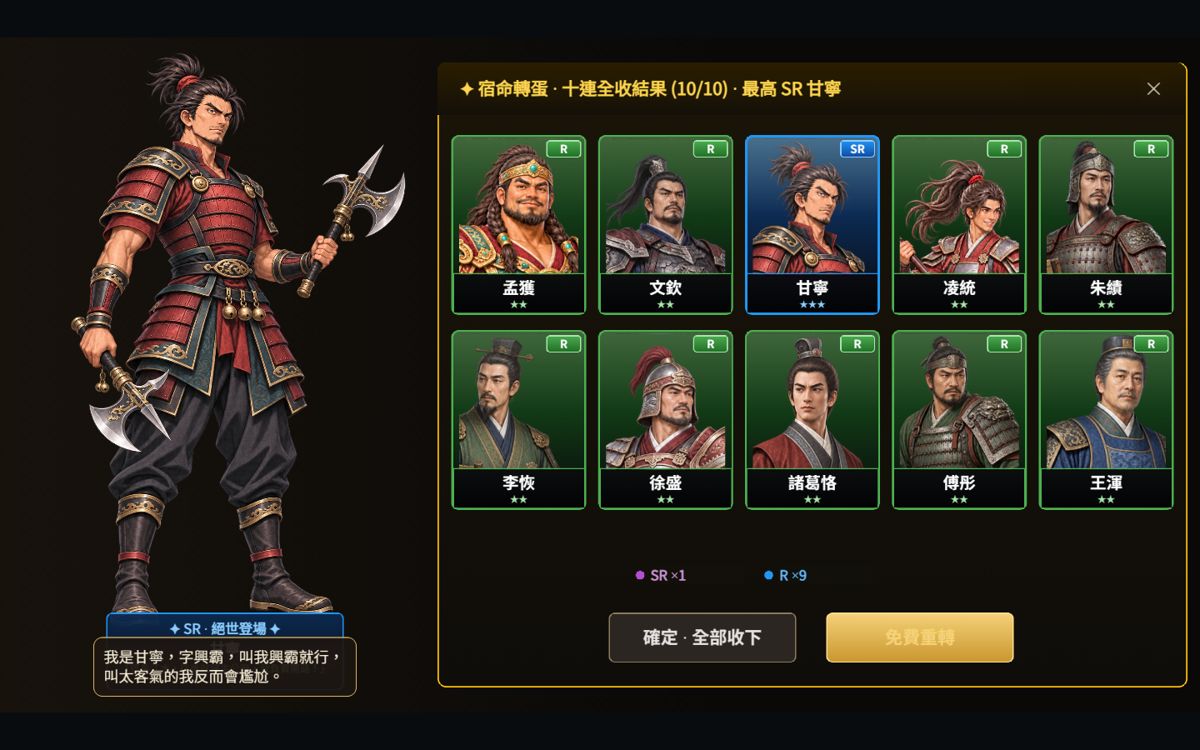 ✦ 宿命轉蛋 · 十連全收結果 (10/10) · 最高 SR 甘寧
R
R
SR
R
R
孟獲
文欽
甘寧
凌統
朱績
★★
★★
★★★
★★
★★
R
R
R
R
R
李恢
徐盛
諸葛恪
傅彤
王渾
★★
★★
★★
★★
★★
SR ×1
R ×9
確定 · 全部收下
免費重轉
✦ SR · 絕世登場 ✦
我是甘寧，字興霸，叫我興霸就行，
叫太客氣的我反而會尷尬。